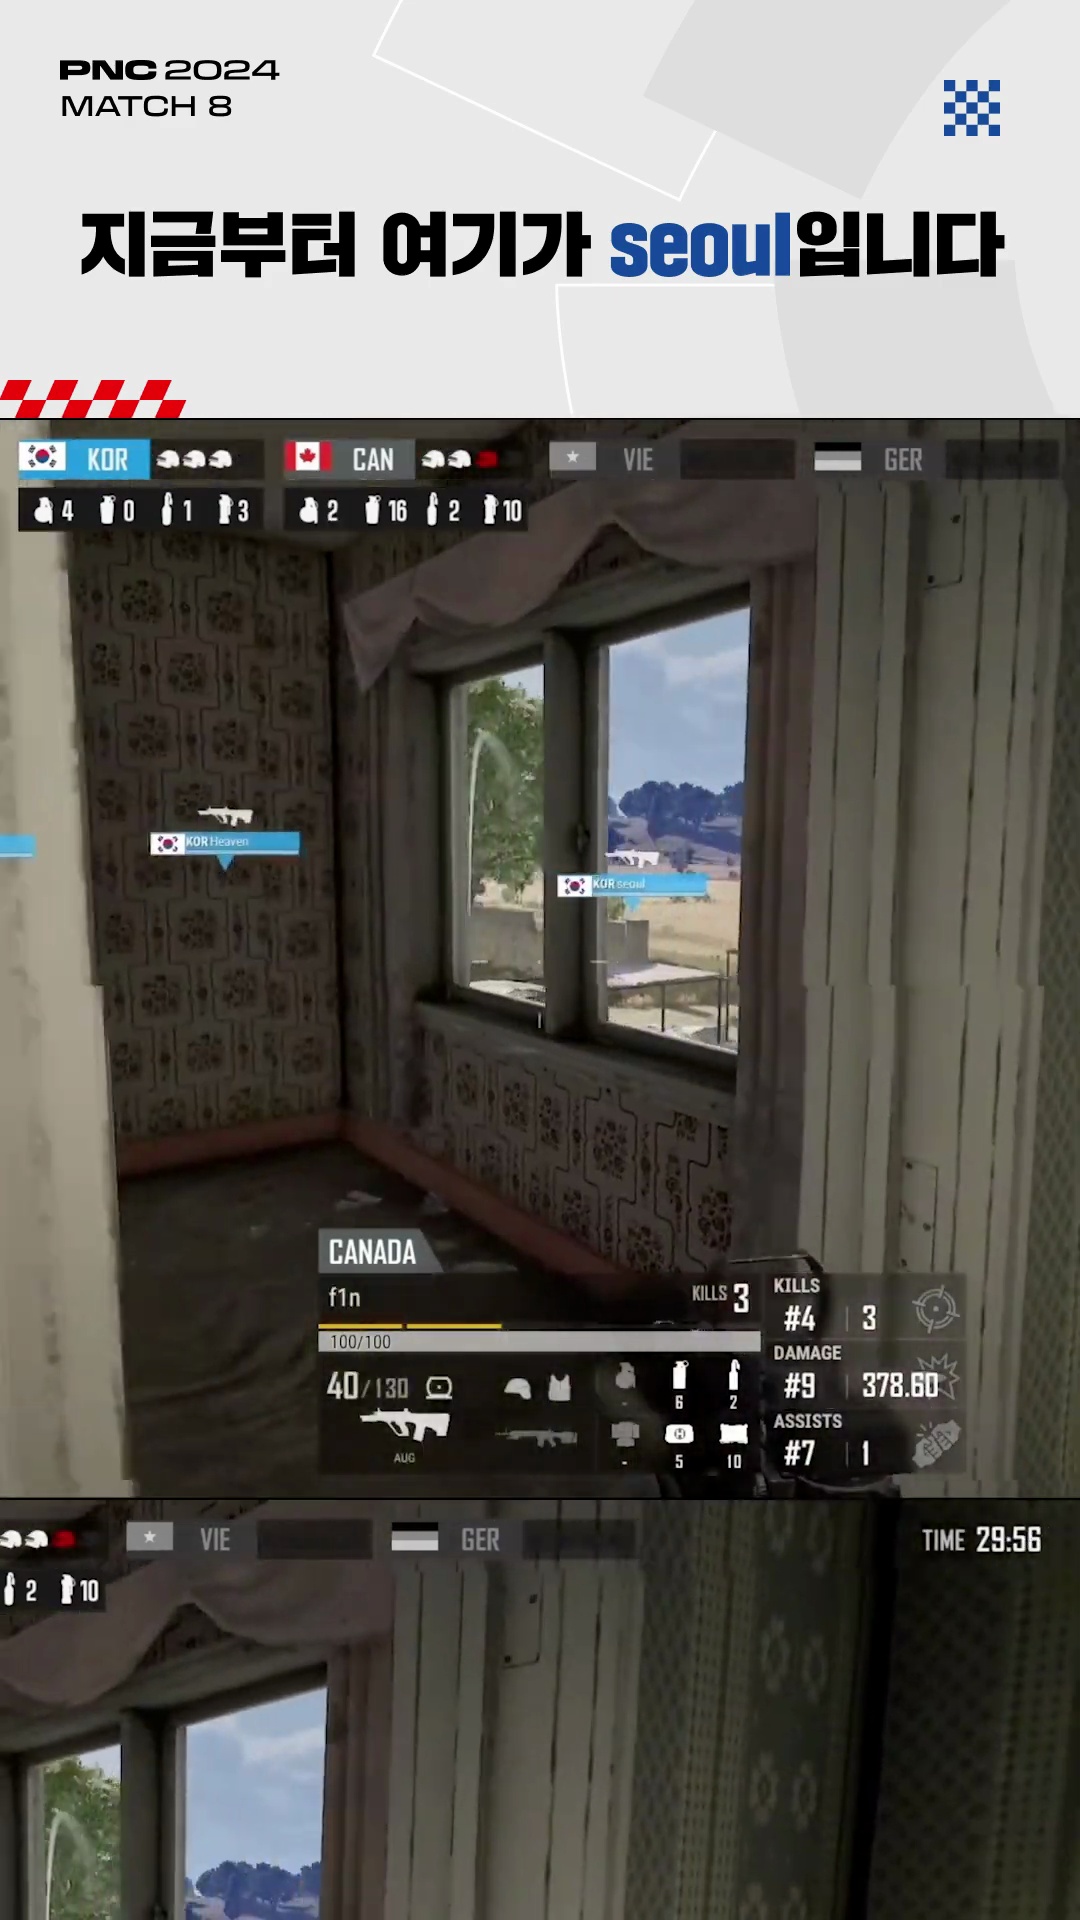 PNC 2024
MATCH 8
지금부터 여기가 seoul입니다
KOR CAN VIE GER
4 0 1 3 2 16 2 10
KOR Heaven
KOR seoul
CANADA
f1n KILLS 3
100/100
40/130
AUG
6 2
- 5 10
KILLS
#4 3
DAMAGE
#9 378.60
ASSISTS
#7 1
VIE GER TIME 29:56
2 10